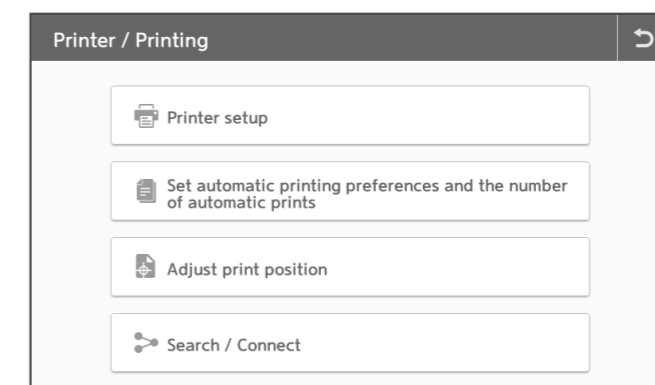 Printer / Printing
Printer setup
Set automatic printing preferences and the number
of automatic prints
Adjust print position
Search / Connect